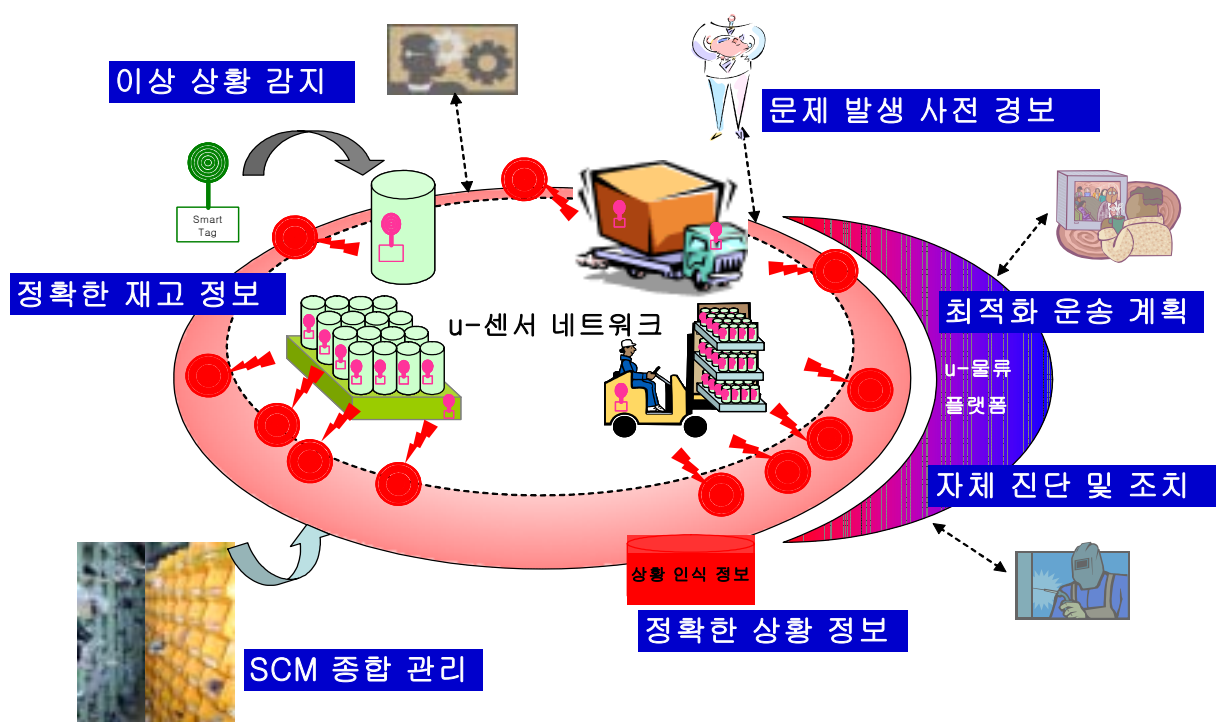 이상 상황 감지
문제 발생 사전 경보
Smart
Tag
정확한 재고 정보
u-센서 네트워크
최적화 운송 계획
u-물류
플랫폼
자체 진단 및 조치
상황 인식 정보
정확한 상황 정보
SCM 종합 관리